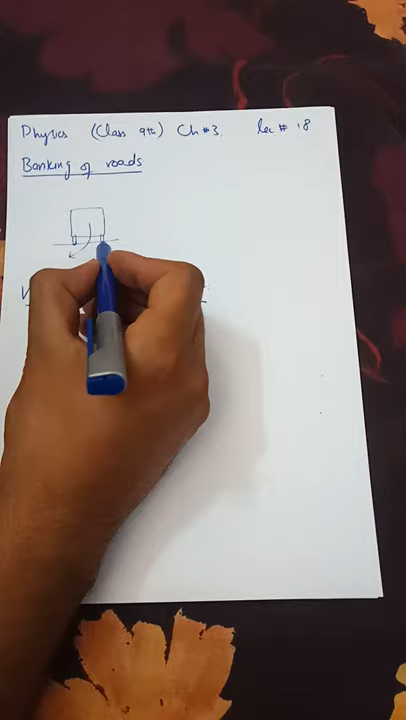 Physics (Class 9th) Ch # 3. lec # 18
Banking of roads